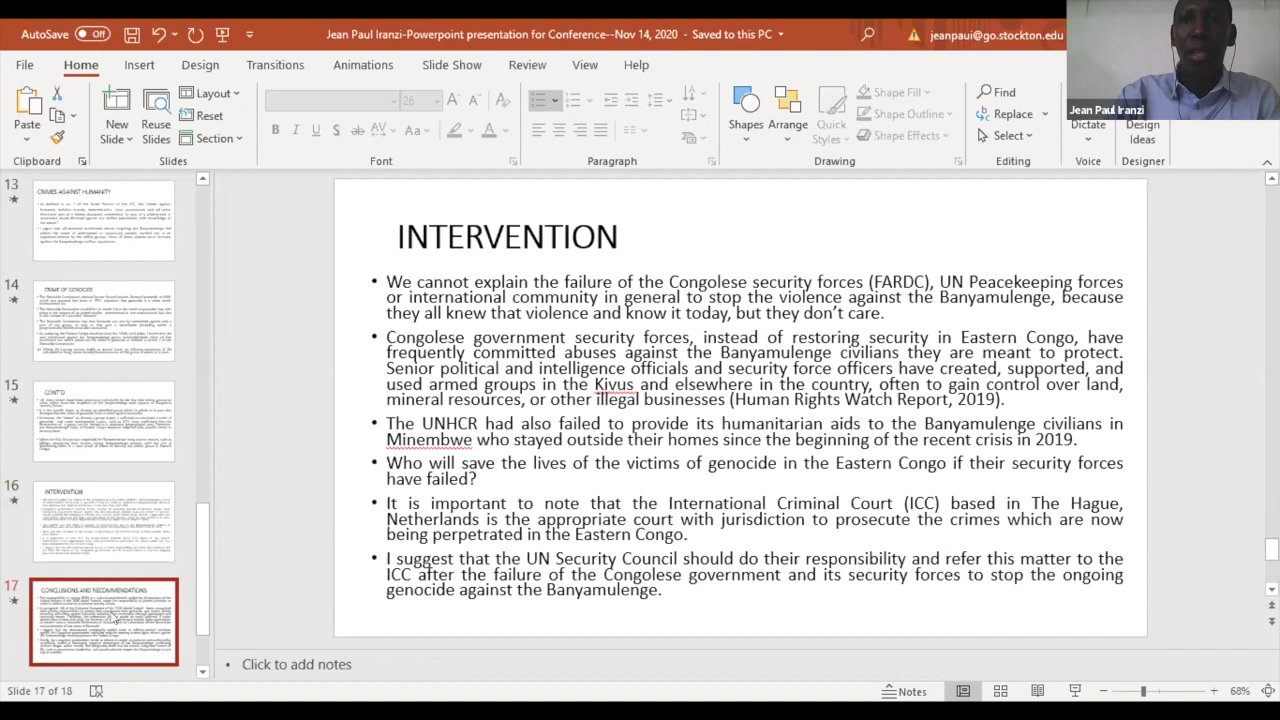 AutoSave Off Jean Paul Iranzi-Powerpoint presentation for Conference--Nov 14, 2020 - Saved to this PC jeanpaui@go.stockton.edu
File Home Insert Design Transitions Animations Slide Show Review View Help
Jean Paul Iranzi
Paste New Slide Reuse Slides Layout Reset Section
26
B I U S ab AV Aa A
Shapes Arrange Quick Styles Shape Fill Shape Outline Shape Effects
Find Replace Select
Dictate Design Ideas
Clipboard Slides Font Paragraph Drawing Editing Voice Designer
13
CRIMES AGAINST HUMANITY
14
CRIME OF GENOCIDE
15
CONT'D
16
INTERVENTION
17
CONCLUSIONS AND RECOMMENDATIONS
INTERVENTION
• We cannot explain the failure of the Congolese security forces (FARDC), UN Peacekeeping forces
or international community in general to stop the violence against the Banyamulenge, because
they all knew that violence and know it today, but they don't care.
• Congolese government security forces, instead of restoring security in Eastern Congo, have
frequently committed abuses against the Banyamulenge civilians they are meant to protect.
Senior political and intelligence officials and security force officers have created, supported, and
used armed groups in the Kivus and elsewhere in the country, often to gain control over land,
mineral resources, or other illegal businesses (Human Rights Watch Report, 2019).
• The UNHCR had also failed to provide its humanitarian aids to the Banyamulenge civilians in
Minembwe who stayed outside their homes since the beginning of the recent crisis in 2019.
• Who will save the lives of the victims of genocide in the Eastern Congo if their security forces
have failed?
• It is important to note that the International Criminal Court (ICC) based in The Hague,
Netherlands is the appropriate court with jurisdiction to prosecute the crimes which are now
being perpetrated in the Eastern Congo.
• I suggest that the UN Security Council should do their responsibility and refer this matter to the
ICC after the failure of the Congolese government and its security forces to stop the ongoing
genocide against the Banyamulenge.
• Click to add notes
Slide 17 of 18 Notes 68%